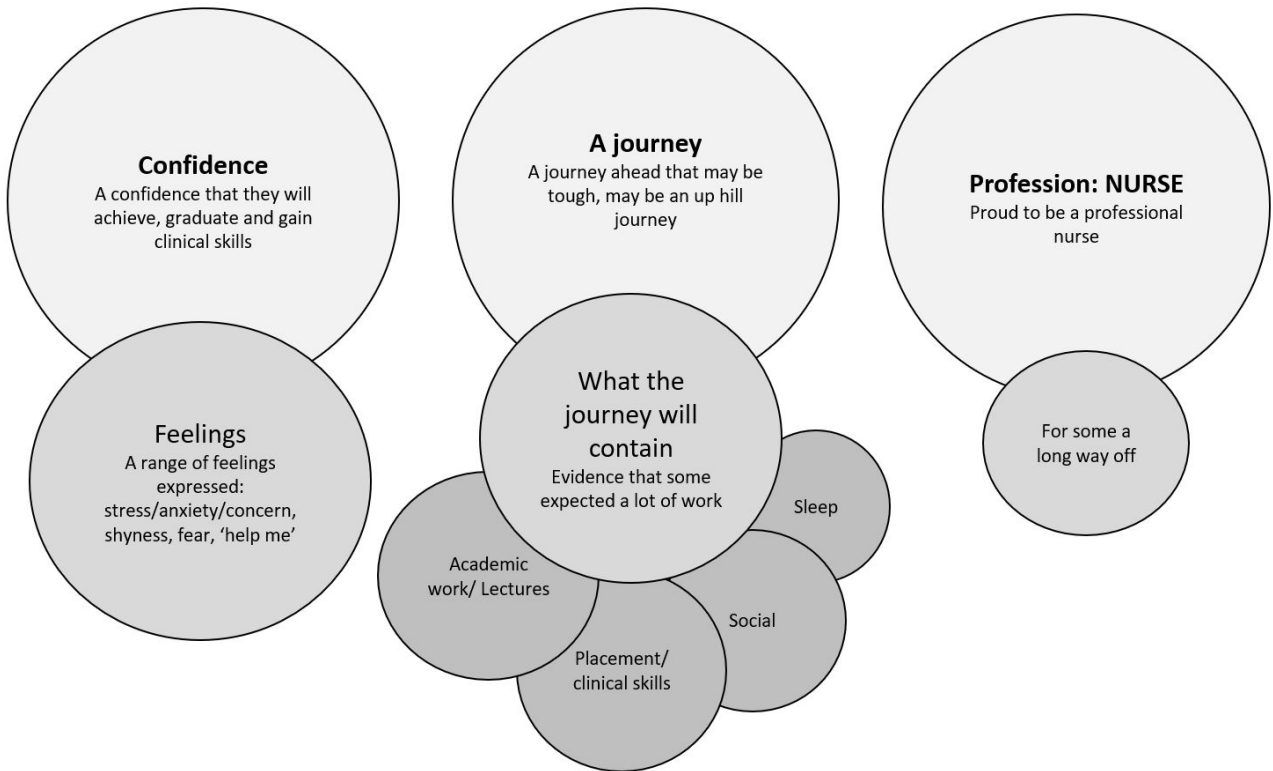 Confidence
A confidence that they will
achieve, graduate and gain
clinical skills
A journey
A journey ahead that may be
tough, may be an up hill
journey
Profession: NURSE
Proud to be a professional
nurse
Feelings
A range of feelings
expressed:
stress/anxiety/concern,
shyness, fear, ‘help me’
What the
journey will
contain
Evidence that some
expected a lot of work
For some a
long way off
Sleep
Academic
work/ Lectures
Social
Placement/
clinical skills